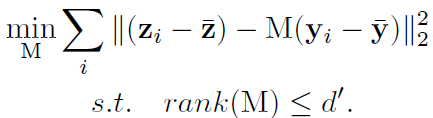 min_M ∑_i ‖(z_i − z̄) − M(y_i − ȳ)‖_2^2
s.t. rank(M) ≤ d′.